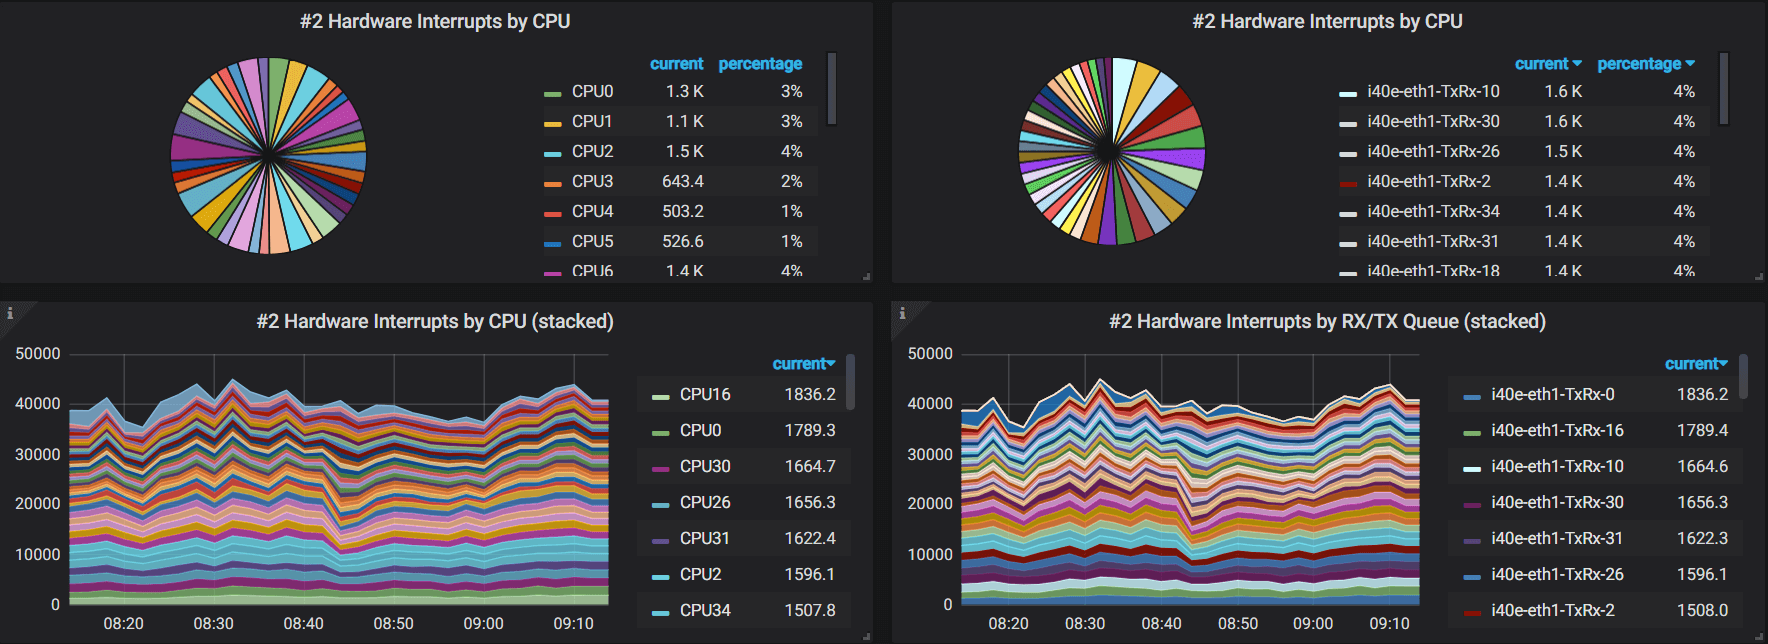 #2 Hardware Interrupts by CPU
current percentage
CPU0 1.3 K 3%
CPU1 1.1 K 3%
CPU2 1.5 K 4%
CPU3 643.4 2%
CPU4 503.2 1%
CPU5 526.6 1%
CPU6 1.4 K 4%
#2 Hardware Interrupts by CPU
current percentage
i40e-eth1-TxRx-10 1.6 K 4%
i40e-eth1-TxRx-30 1.6 K 4%
i40e-eth1-TxRx-26 1.5 K 4%
i40e-eth1-TxRx-2 1.4 K 4%
i40e-eth1-TxRx-34 1.4 K 4%
i40e-eth1-TxRx-31 1.4 K 4%
i40e-eth1-TxRx-18 1.4 K 4%
i
#2 Hardware Interrupts by CPU (stacked)
50000
40000
30000
20000
10000
0
08:20 08:30 08:40 08:50 09:00 09:10
current
CPU16 1836.2
CPU0 1789.3
CPU30 1664.7
CPU26 1656.3
CPU31 1622.4
CPU2 1596.1
CPU34 1507.8
i
#2 Hardware Interrupts by RX/TX Queue (stacked)
50000
40000
30000
20000
10000
0
08:20 08:30 08:40 08:50 09:00 09:10
current
i40e-eth1-TxRx-0 1836.2
i40e-eth1-TxRx-16 1789.4
i40e-eth1-TxRx-10 1664.6
i40e-eth1-TxRx-30 1656.3
i40e-eth1-TxRx-31 1622.3
i40e-eth1-TxRx-26 1596.1
i40e-eth1-TxRx-2 1508.0